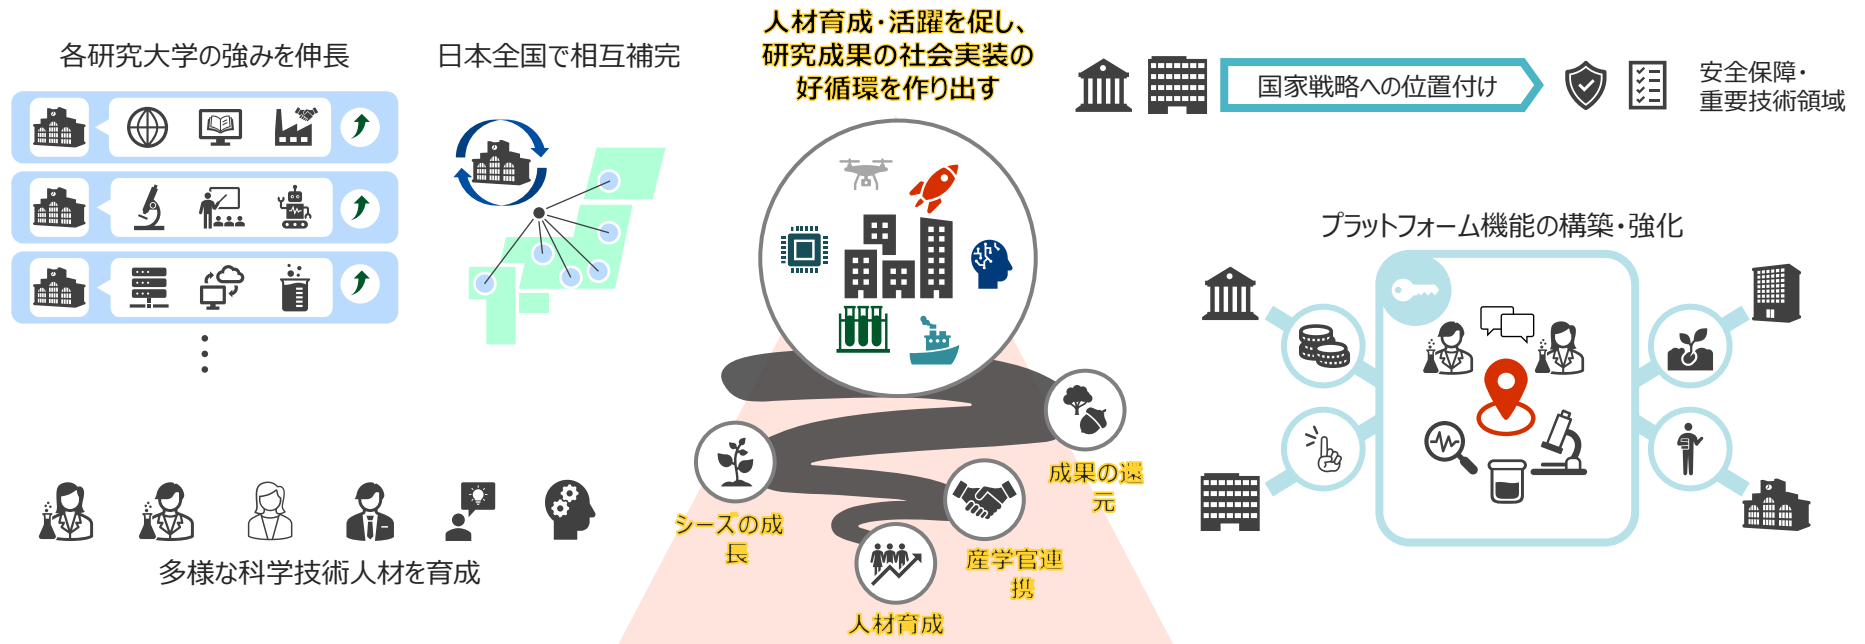 各研究大学の強みを伸長
日本全国で相互補完
人材育成・活躍を促し、
研究成果の社会実装の
好循環を作り出す
国家戦略への位置付け
安全保障・
重要技術領域
プラットフォーム機能の構築・強化
成果の還
元
シーズの成
長
産学官連
携
人材育成
多様な科学技術人材を育成